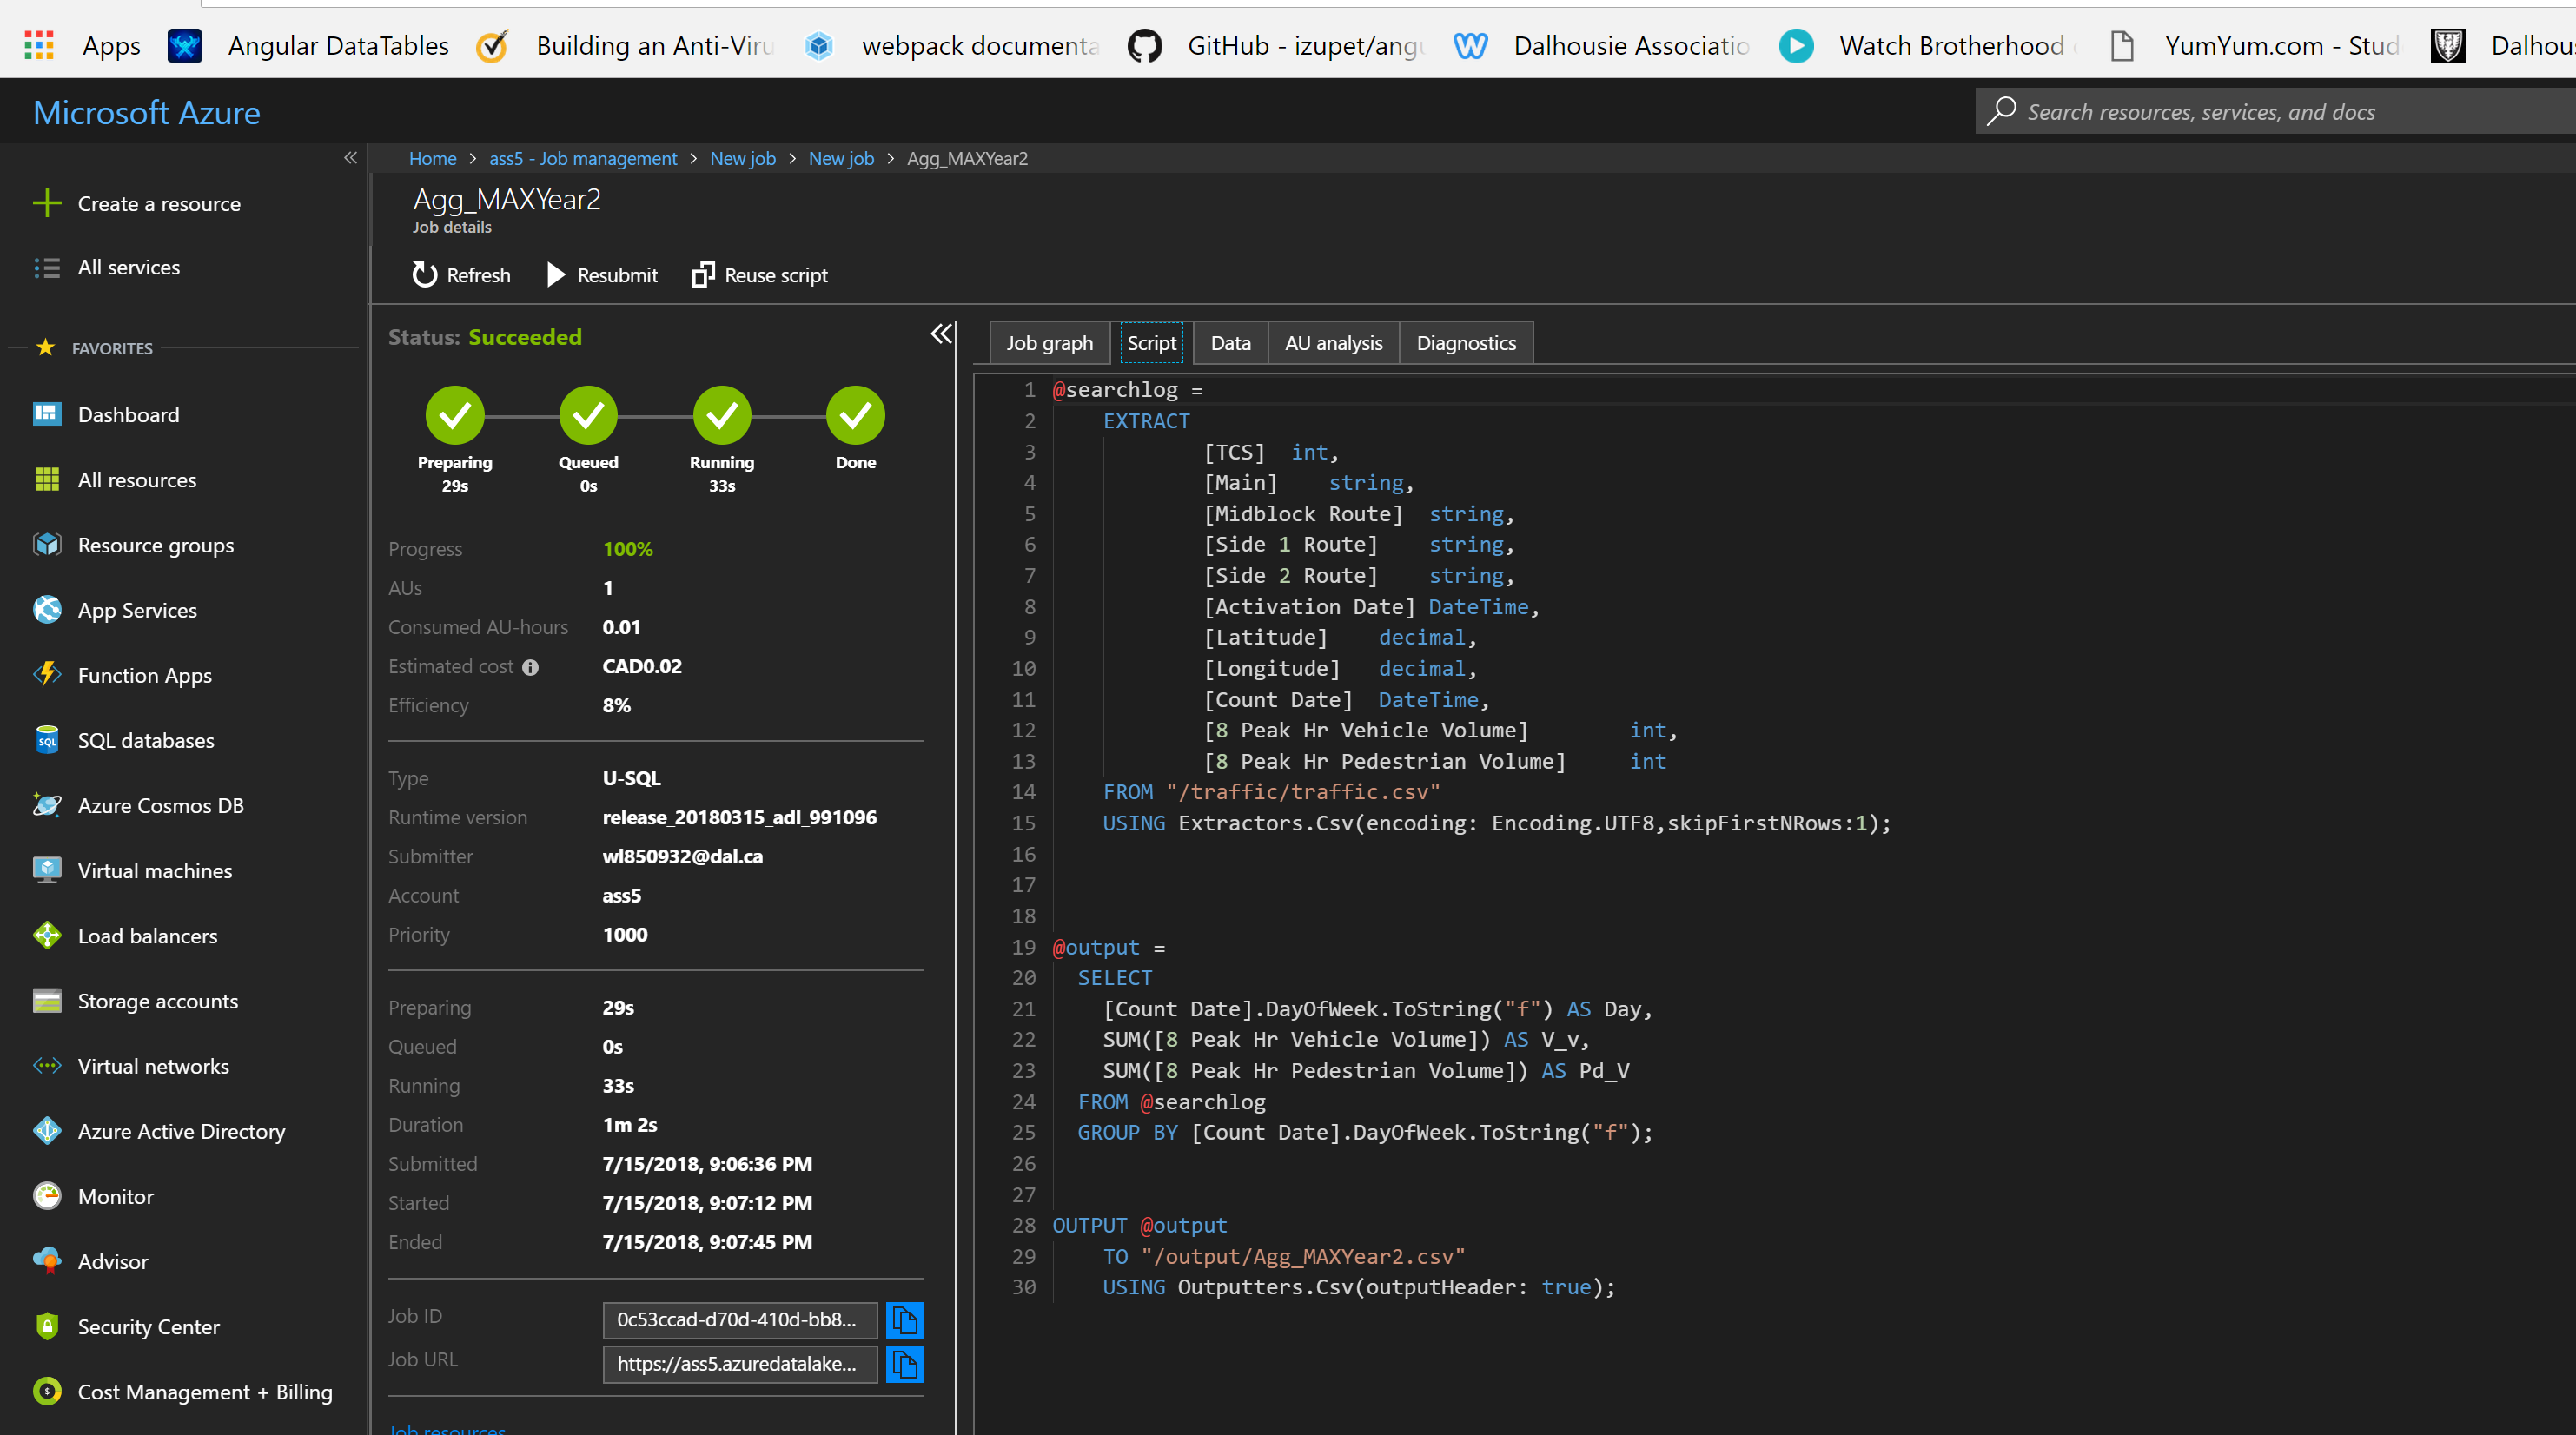 Apps Angular DataTables Building an Anti-Viru webpack documenta GitHub - izupet/angu Dalhousie Associatio Watch Brotherhood YumYum.com - Stud Dalhous
Microsoft Azure Search resources, services, and docs
Home > ass5 - Job management > New job > New job > Agg_MAXYear2
Agg_MAXYear2
Job details
Refresh Resubmit Reuse script
Create a resource
All services
FAVORITES
Dashboard
All resources
Resource groups
App Services
Function Apps
SQL databases
Azure Cosmos DB
Virtual machines
Load balancers
Storage accounts
Virtual networks
Azure Active Directory
Monitor
Advisor
Security Center
Cost Management + Billing
Status: Succeeded
Preparing Queued Running Done
29s 0s 33s
Progress 100%
AUs 1
Consumed AU-hours 0.01
Estimated cost CAD0.02
Efficiency 8%
Type U-SQL
Runtime version release_20180315_adl_991096
Submitter wl850932@dal.ca
Account ass5
Priority 1000
Preparing 29s
Queued 0s
Running 33s
Duration 1m 2s
Submitted 7/15/2018, 9:06:36 PM
Started 7/15/2018, 9:07:12 PM
Ended 7/15/2018, 9:07:45 PM
Job ID 0c53ccad-d70d-410d-bb8...
Job URL https://ass5.azuredatalake...
Job resources
Job graph Script Data AU analysis Diagnostics
1 @searchlog =
2 EXTRACT
3 [TCS] int,
4 [Main] string,
5 [Midblock Route] string,
6 [Side 1 Route] string,
7 [Side 2 Route] string,
8 [Activation Date] DateTime,
9 [Latitude] decimal,
10 [Longitude] decimal,
11 [Count Date] DateTime,
12 [8 Peak Hr Vehicle Volume] int,
13 [8 Peak Hr Pedestrian Volume] int
14 FROM "/traffic/traffic.csv"
15 USING Extractors.Csv(encoding: Encoding.UTF8,skipFirstNRows:1);
16
17
18
19 @output =
20 SELECT
21 [Count Date].DayOfWeek.ToString("f") AS Day,
22 SUM([8 Peak Hr Vehicle Volume]) AS V_v,
23 SUM([8 Peak Hr Pedestrian Volume]) AS Pd_V
24 FROM @searchlog
25 GROUP BY [Count Date].DayOfWeek.ToString("f");
26
27
28 OUTPUT @output
29 TO "/output/Agg_MAXYear2.csv"
30 USING Outputters.Csv(outputHeader: true);